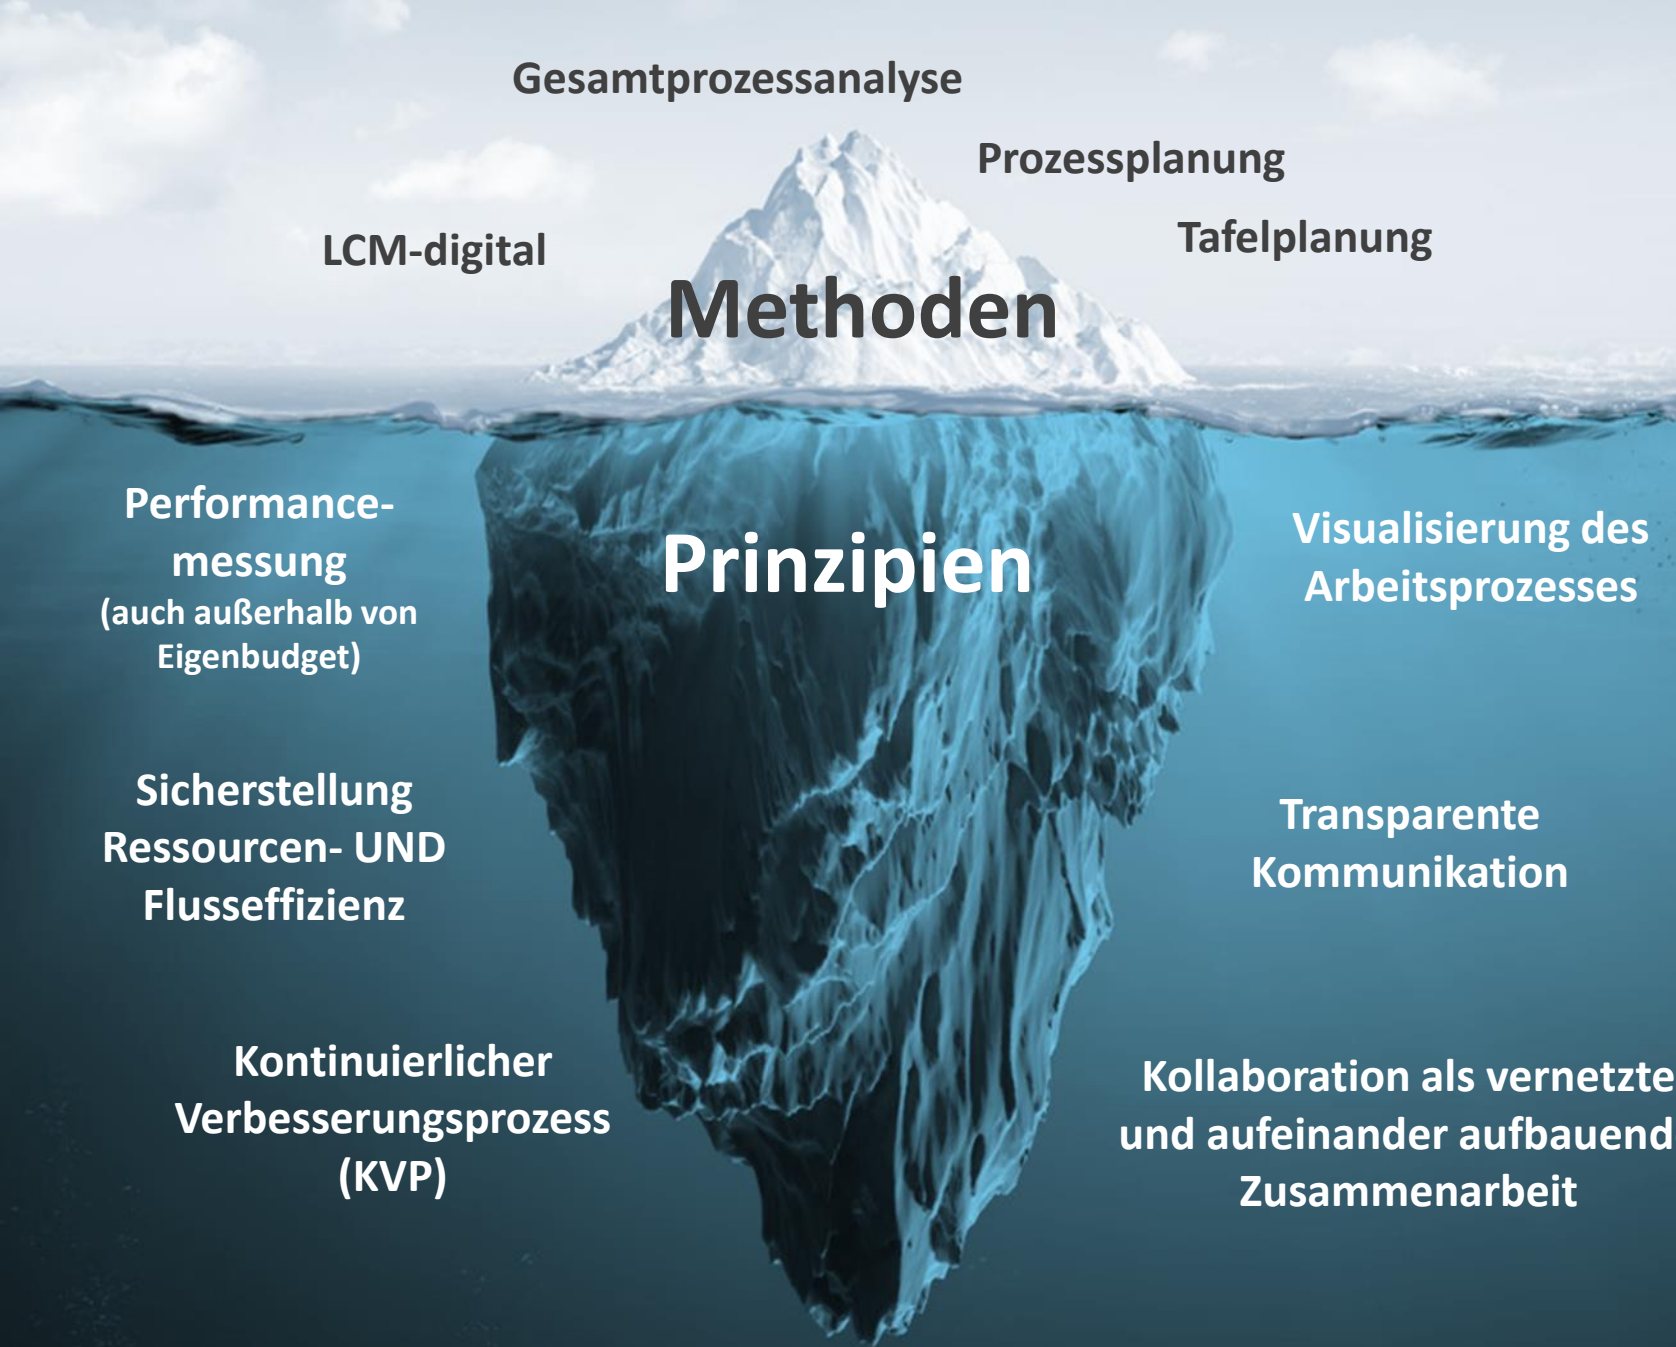 Gesamtprozessanalyse
Prozessplanung
LCM-digital
Tafelplanung
Methoden
Performance-
messung
(auch außerhalb von
Eigenbudget)
Prinzipien
Visualisierung des
Arbeitsprozesses
Sicherstellung
Ressourcen- UND
Flusseffizienz
Transparente
Kommunikation
Kontinuierlicher
Verbesserungsprozess
(KVP)
Kollaboration als vernetzte
und aufeinander aufbauend
Zusammenarbeit